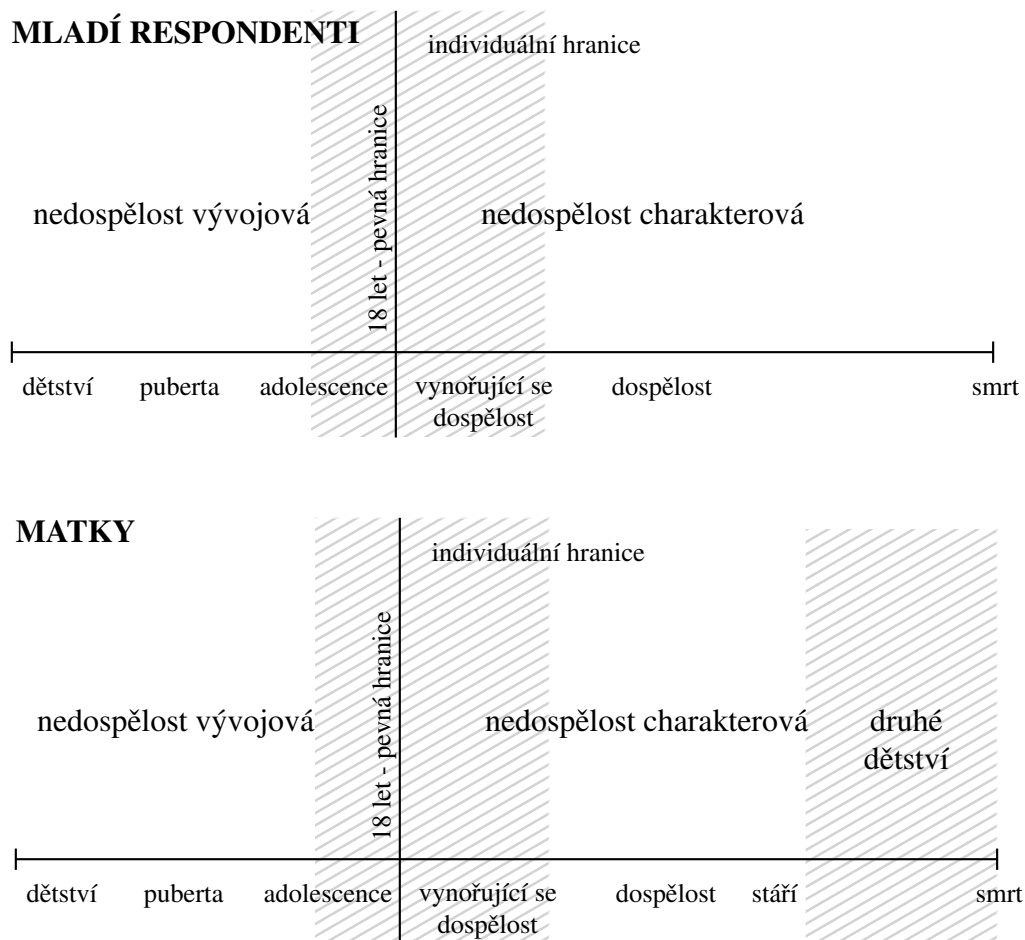 MLADÍ RESPONDENTI
individuální hranice
18 let - pevná hranice
nedospělost vývojová
nedospělost charakterová
dětství
puberta
adolescence
vynořující se
dospělost
dospělost
smrt
MATKY
individuální hranice
18 let - pevná hranice
nedospělost vývojová
nedospělost charakterová
druhé
dětství
dětství
puberta
adolescence
vynořující se
dospělost
dospělost
stáří
smrt